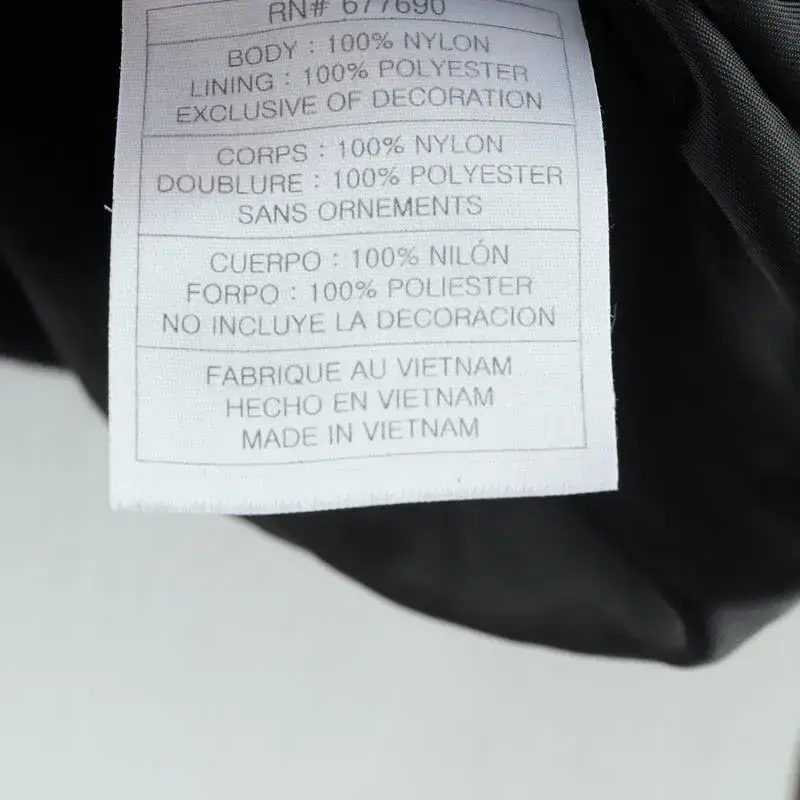 RN# 677690
BODY : 100% NYLON
LINING : 100% POLYESTER
EXCLUSIVE OF DECORATION
CORPS : 100% NYLON
DOUBLURE : 100% POLYESTER
SANS ORNEMENTS
CUERPO : 100% NILÓN
FORPO : 100% POLIESTER
NO INCLUYE LA DECORACION
FABRIQUE AU VIETNAM
HECHO EN VIETNAM
MADE IN VIETNAM